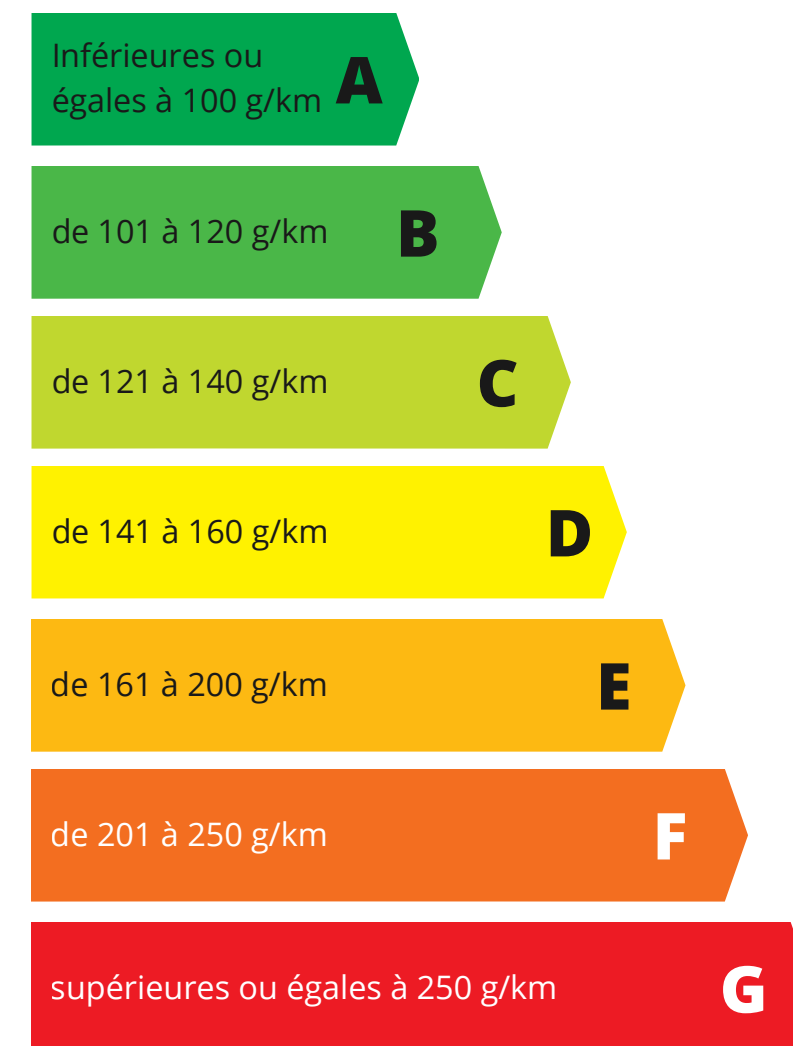 Inférieures ou
égales à 100 g/km A
de 101 à 120 g/km B
de 121 à 140 g/km C
de 141 à 160 g/km D
de 161 à 200 g/km E
de 201 à 250 g/km F
supérieures ou égales à 250 g/km G